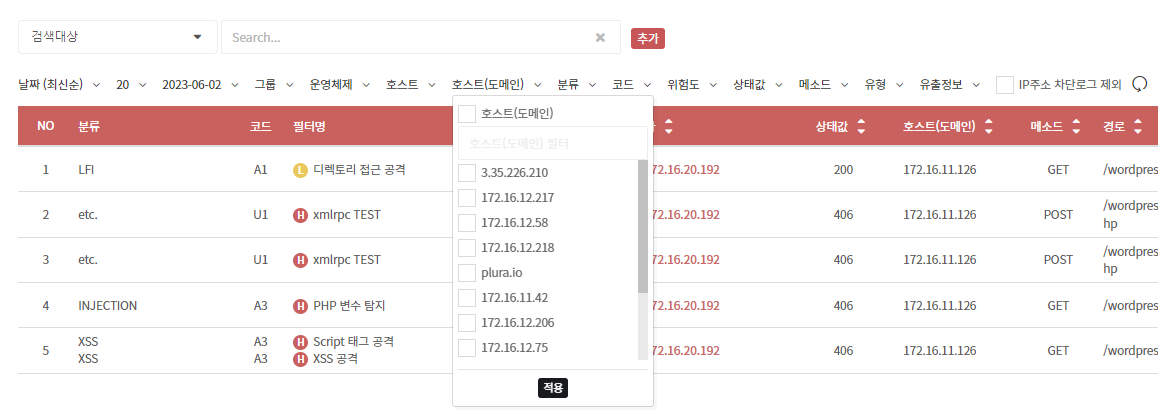 검색대상
Search...
추가
날짜 (최신순) 20 2023-06-02 그룹 운영체제 호스트 호스트(도메인) 분류 코드 위험도 상태값 메소드 유형 유출정보 IP주소 차단로그 제외
NO 분류 코드 필터명 상태값 호스트(도메인) 메소드 경로
호스트(도메인)
호스트(도메인) 필터
3.35.226.210
172.16.12.217
172.16.12.58
172.16.12.218
plura.io
172.16.11.42
172.16.12.206
172.16.12.75
적용
1 LFI A1 L 디렉토리 접근 공격 72.16.20.192 200 172.16.11.126 GET /wordpres
2 etc. U1 H xmlrpc TEST 72.16.20.192 406 172.16.11.126 POST /wordpres
hp
3 etc. U1 H xmlrpc TEST 72.16.20.192 406 172.16.11.126 POST /wordpres
hp
4 INJECTION A3 H PHP 변수 탐지 72.16.20.192 406 172.16.11.126 GET /wordpres
5 XSS A3 H Script 태그 공격 72.16.20.192 406 172.16.11.126 GET /wordpres
XSS A3 H XSS 공격